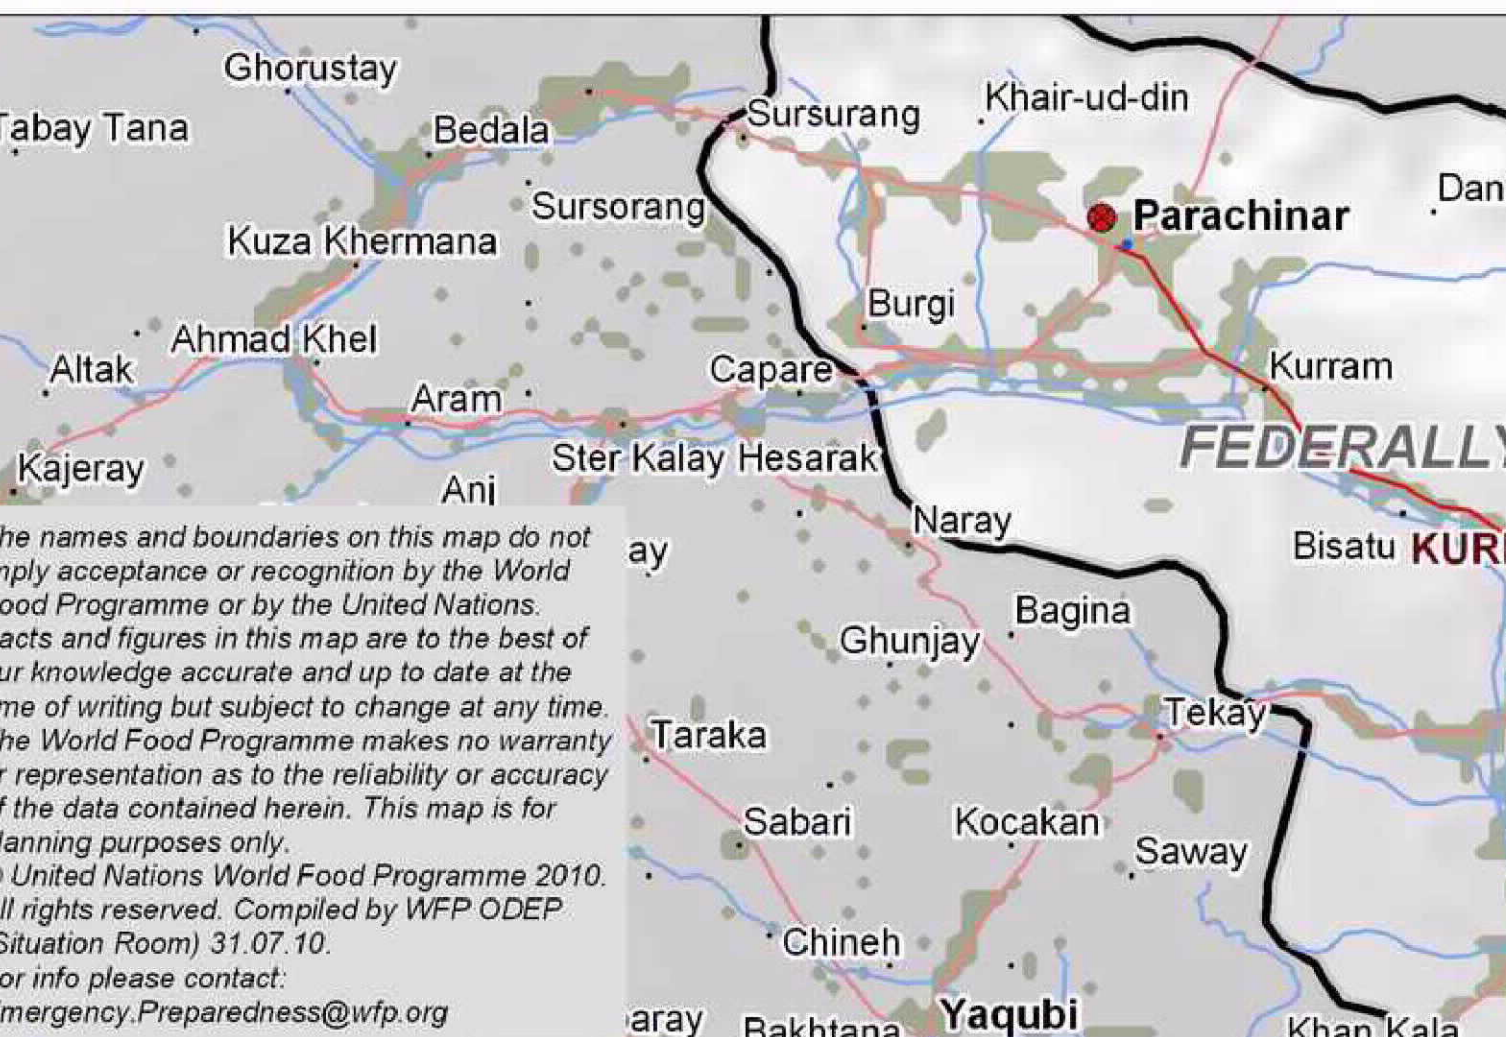 Ghorustay
Tabay Tana
Bedala
Sursurang
Khair-ud-din
Dan
Sursorang
Parachinar
Kuza Khermana
Burgi
Ahmad Khel
Altak
Capare
Kurram
Aram
FEDERALLY
Kajeray
Ster Kalay
Hesarak
Ani
Naray
Bisatu
KUR
ay
he names and boundaries on this map do not
mply acceptance or recognition by the World
ood Programme or by the United Nations.
acts and figures in this map are to the best of
ur knowledge accurate and up to date at the
me of writing but subject to change at any time.
he World Food Programme makes no warranty
r representation as to the reliability or accuracy
f the data contained herein. This map is for
lanning purposes only.
© United Nations World Food Programme 2010.
ll rights reserved. Compiled by WFP ODEP
Situation Room) 31.07.10.
or info please contact:
mergency.Preparedness@wfp.org
Bagina
Ghunjay
Tekay
Taraka
Sabari
Kocakan
Saway
Chineh
Yaqubi
aray
Bakhtana
Khan Kala